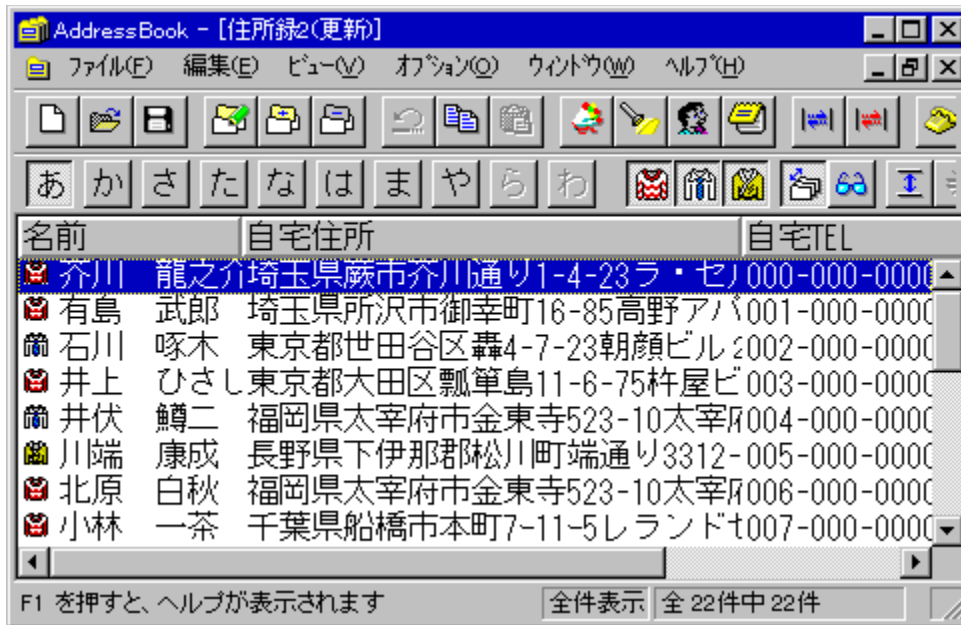 AddressBook - [住所録2(更新)]
ファイル(F) 編集(E) ビュー(V) オプション(O) ウィンドウ(W) ヘルプ(H)
あ か さ た な は ま や ら わ
名前 自宅住所 自宅TEL
芥川 龍之介 埼玉県蕨市芥川通り1-4-23ラ・セ 000-000-0000
有島 武郎 埼玉県所沢市御幸町16-85高野アパ 001-000-0000
石川 啄木 東京都世田谷区轟4-7-23朝顔ビル 002-000-0000
井上 ひさし 東京都大田区瓢箪島11-6-75杵屋ビ 003-000-0000
井伏 鱒二 福岡県太宰府市金東寺523-10太宰 004-000-0000
川端 康成 長野県下伊那郡松川町端通り3312- 005-000-0000
北原 白秋 福岡県太宰府市金東寺523-10太宰 006-000-0000
小林 一茶 千葉県船橋市本町7-11-5レランド 007-000-0000
F1 を押すと、ヘルプが表示されます 全件表示 全 22件中 22件